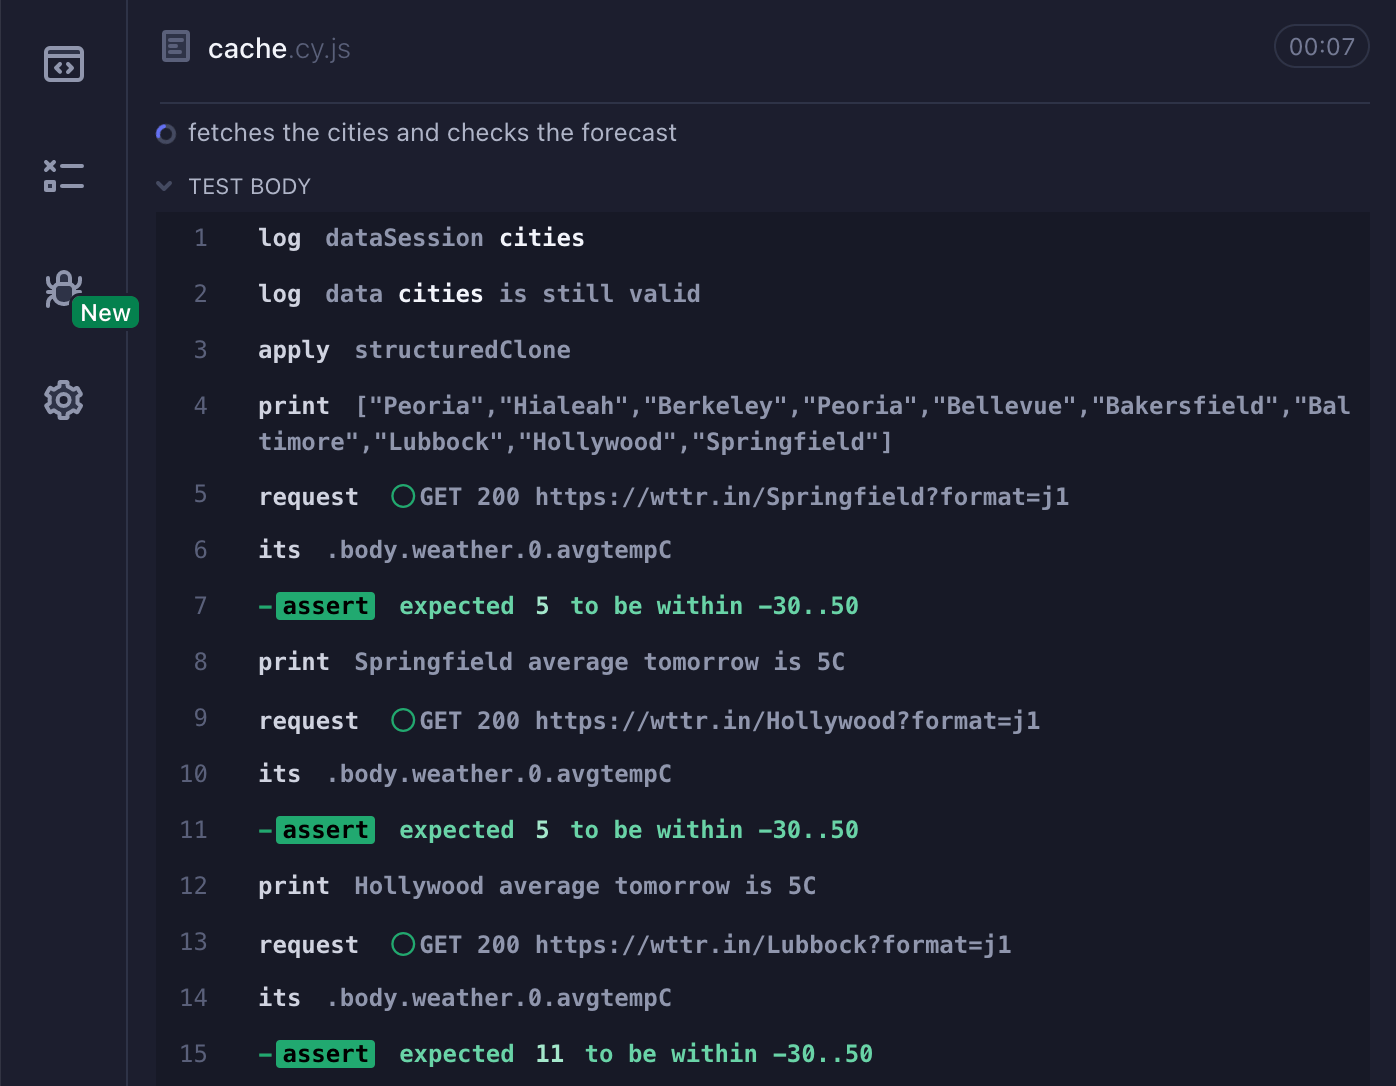 cache.cy.js
00:07
fetches the cities and checks the forecast
TEST BODY
New
1 log dataSession cities
2 log data cities is still valid
3 apply structuredClone
4 print ["Peoria","Hialeah","Berkeley","Peoria","Bellevue","Bakersfield","Bal
timore","Lubbock","Hollywood","Springfield"]
5 request GET 200 https://wttr.in/Springfield?format=j1
6 its .body.weather.0.avgtempC
7 -assert expected 5 to be within -30..50
8 print Springfield average tomorrow is 5C
9 request GET 200 https://wttr.in/Hollywood?format=j1
10 its .body.weather.0.avgtempC
11 -assert expected 5 to be within -30..50
12 print Hollywood average tomorrow is 5C
13 request GET 200 https://wttr.in/Lubbock?format=j1
14 its .body.weather.0.avgtempC
15 -assert expected 11 to be within -30..50